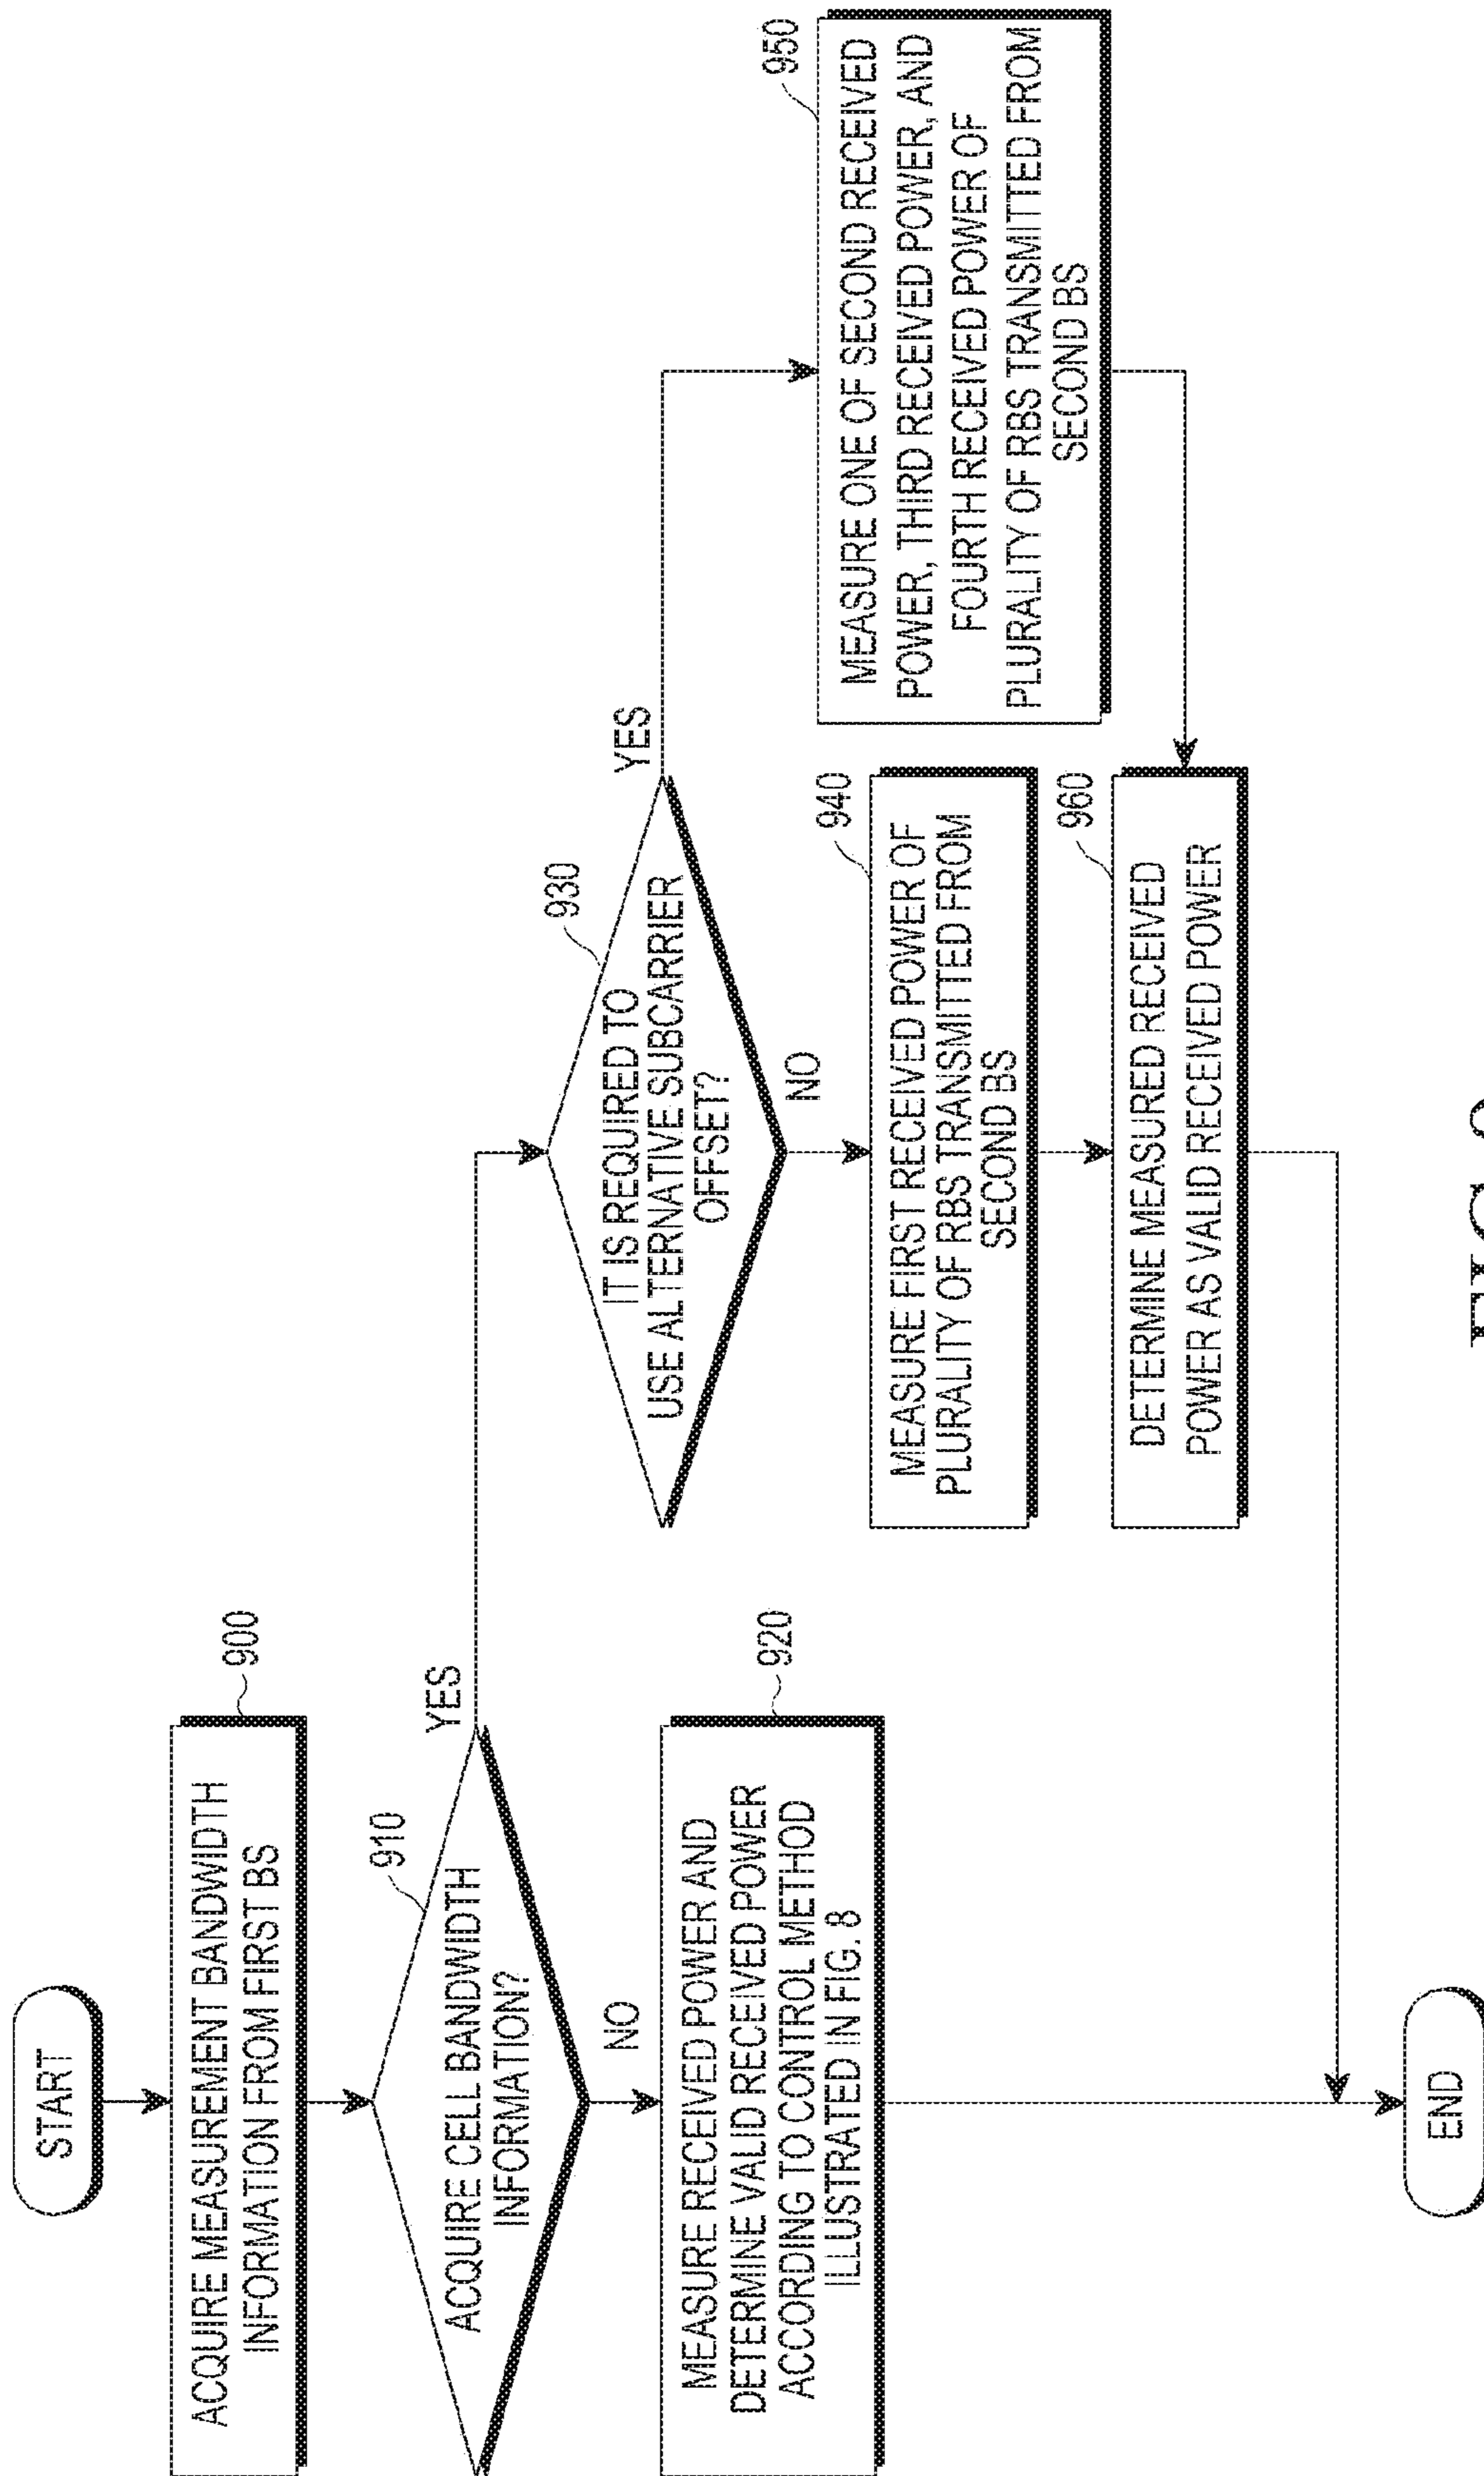 START
ACQUIRE MEASUREMENT BANDWIDTH
INFORMATION FROM FIRST BS
900
ACQUIRE CELL BANDWIDTH
INFORMATION?
910
YES
NO
MEASURE RECEIVED POWER AND
DETERMINE VALID RECEIVED POWER
ACCORDING TO CONTROL METHOD
ILLUSTRATED IN FIG. 8
920
IT IS REQUIRED TO
USE ALTERNATIVE SUBCARRIER
OFFSET?
930
YES
NO
MEASURE FIRST RECEIVED POWER OF
PLURALITY OF RBS TRANSMITTED FROM
SECOND BS
940
MEASURE ONE OF SECOND RECEIVED
POWER, THIRD RECEIVED POWER, AND
FOURTH RECEIVED POWER OF
PLURALITY OF RBS TRANSMITTED FROM
SECOND BS
950
DETERMINE MEASURED RECEIVED
POWER AS VALID RECEIVED POWER
960
END